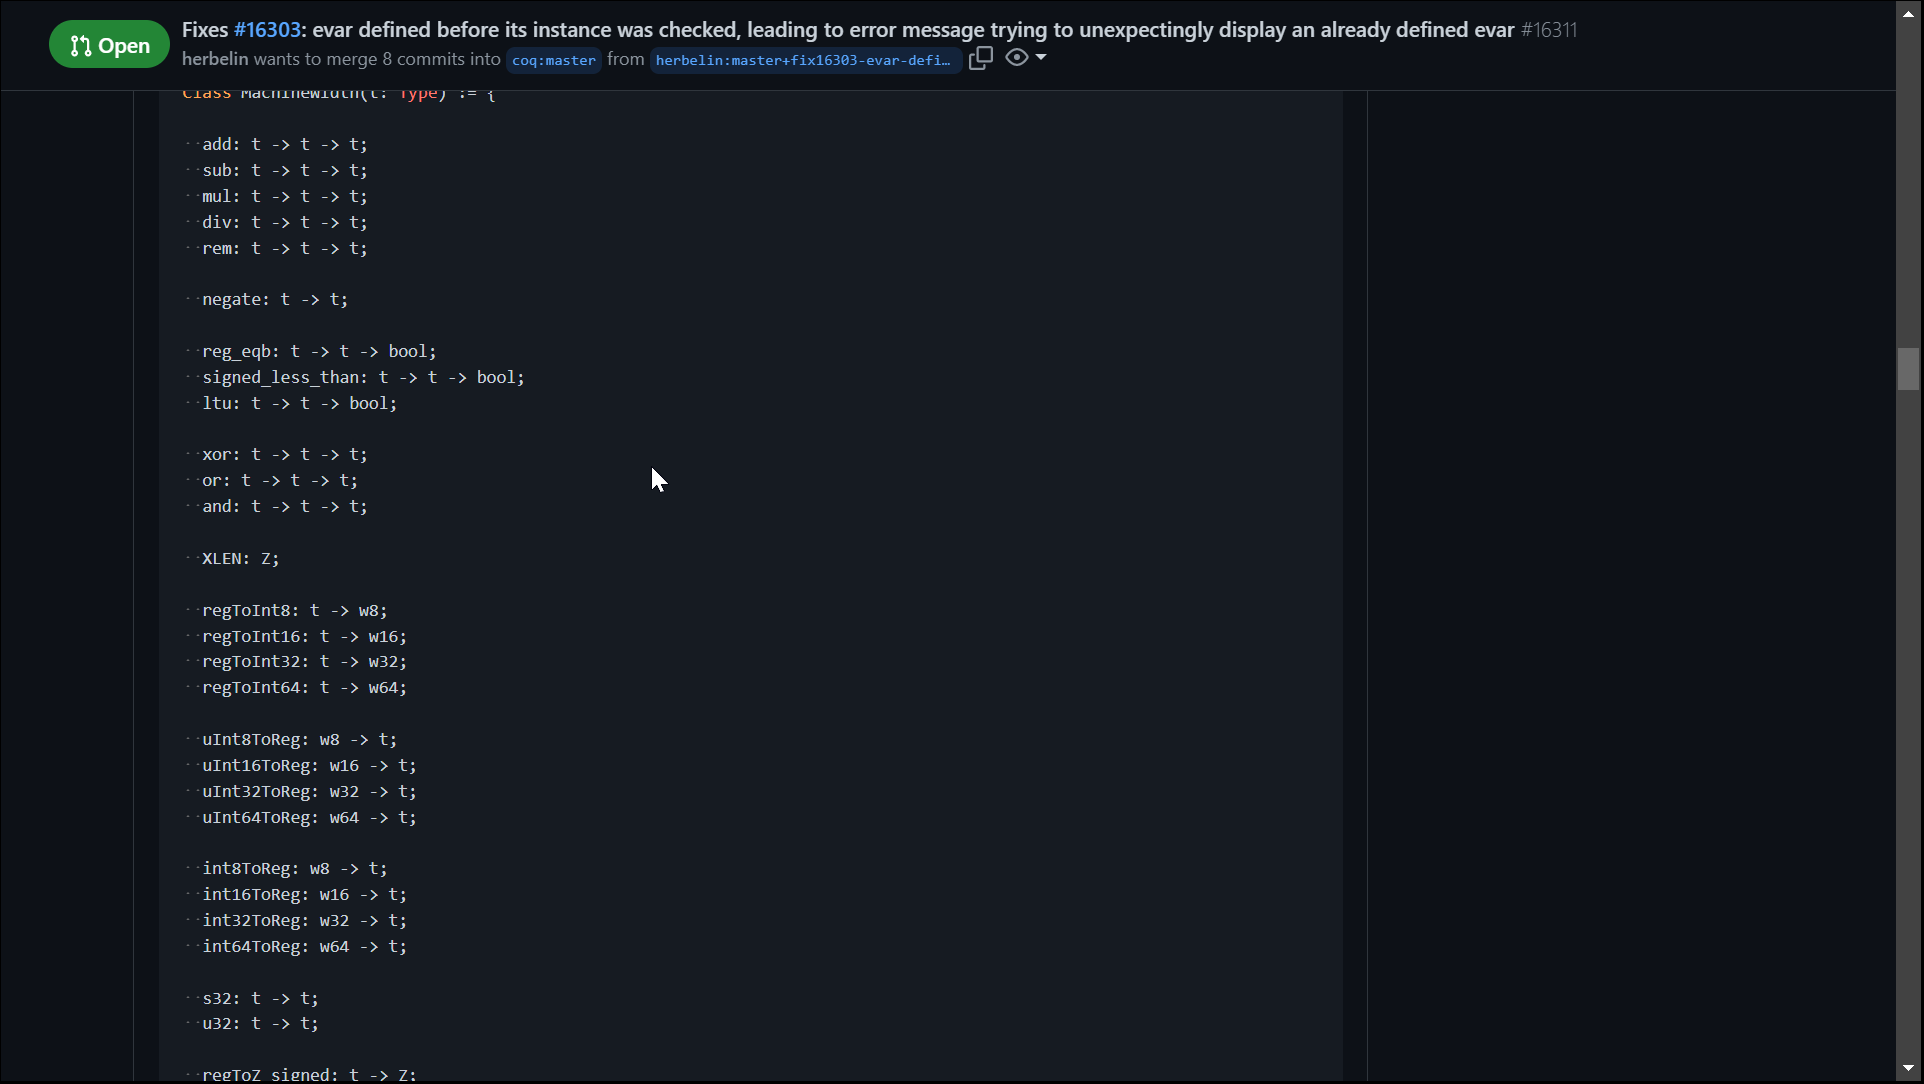 Open
Fixes #16303: evar defined before its instance was checked, leading to error message trying to unexpectingly display an already defined evar #16311
herbelin wants to merge 8 commits into coq:master from herbelin:master+fix16303-evar-defi…
Class MachineWidth(t: Type) := {
··add: t -> t -> t;
··sub: t -> t -> t;
··mul: t -> t -> t;
··div: t -> t -> t;
··rem: t -> t -> t;
··negate: t -> t;
··reg_eqb: t -> t -> bool;
··signed_less_than: t -> t -> bool;
··ltu: t -> t -> bool;
··xor: t -> t -> t;
··or: t -> t -> t;
··and: t -> t -> t;
··XLEN: Z;
··regToInt8: t -> w8;
··regToInt16: t -> w16;
··regToInt32: t -> w32;
··regToInt64: t -> w64;
··uInt8ToReg: w8 -> t;
··uInt16ToReg: w16 -> t;
··uInt32ToReg: w32 -> t;
··uInt64ToReg: w64 -> t;
··int8ToReg: w8 -> t;
··int16ToReg: w16 -> t;
··int32ToReg: w32 -> t;
··int64ToReg: w64 -> t;
··s32: t -> t;
··u32: t -> t;
··regToZ_signed: t -> Z;